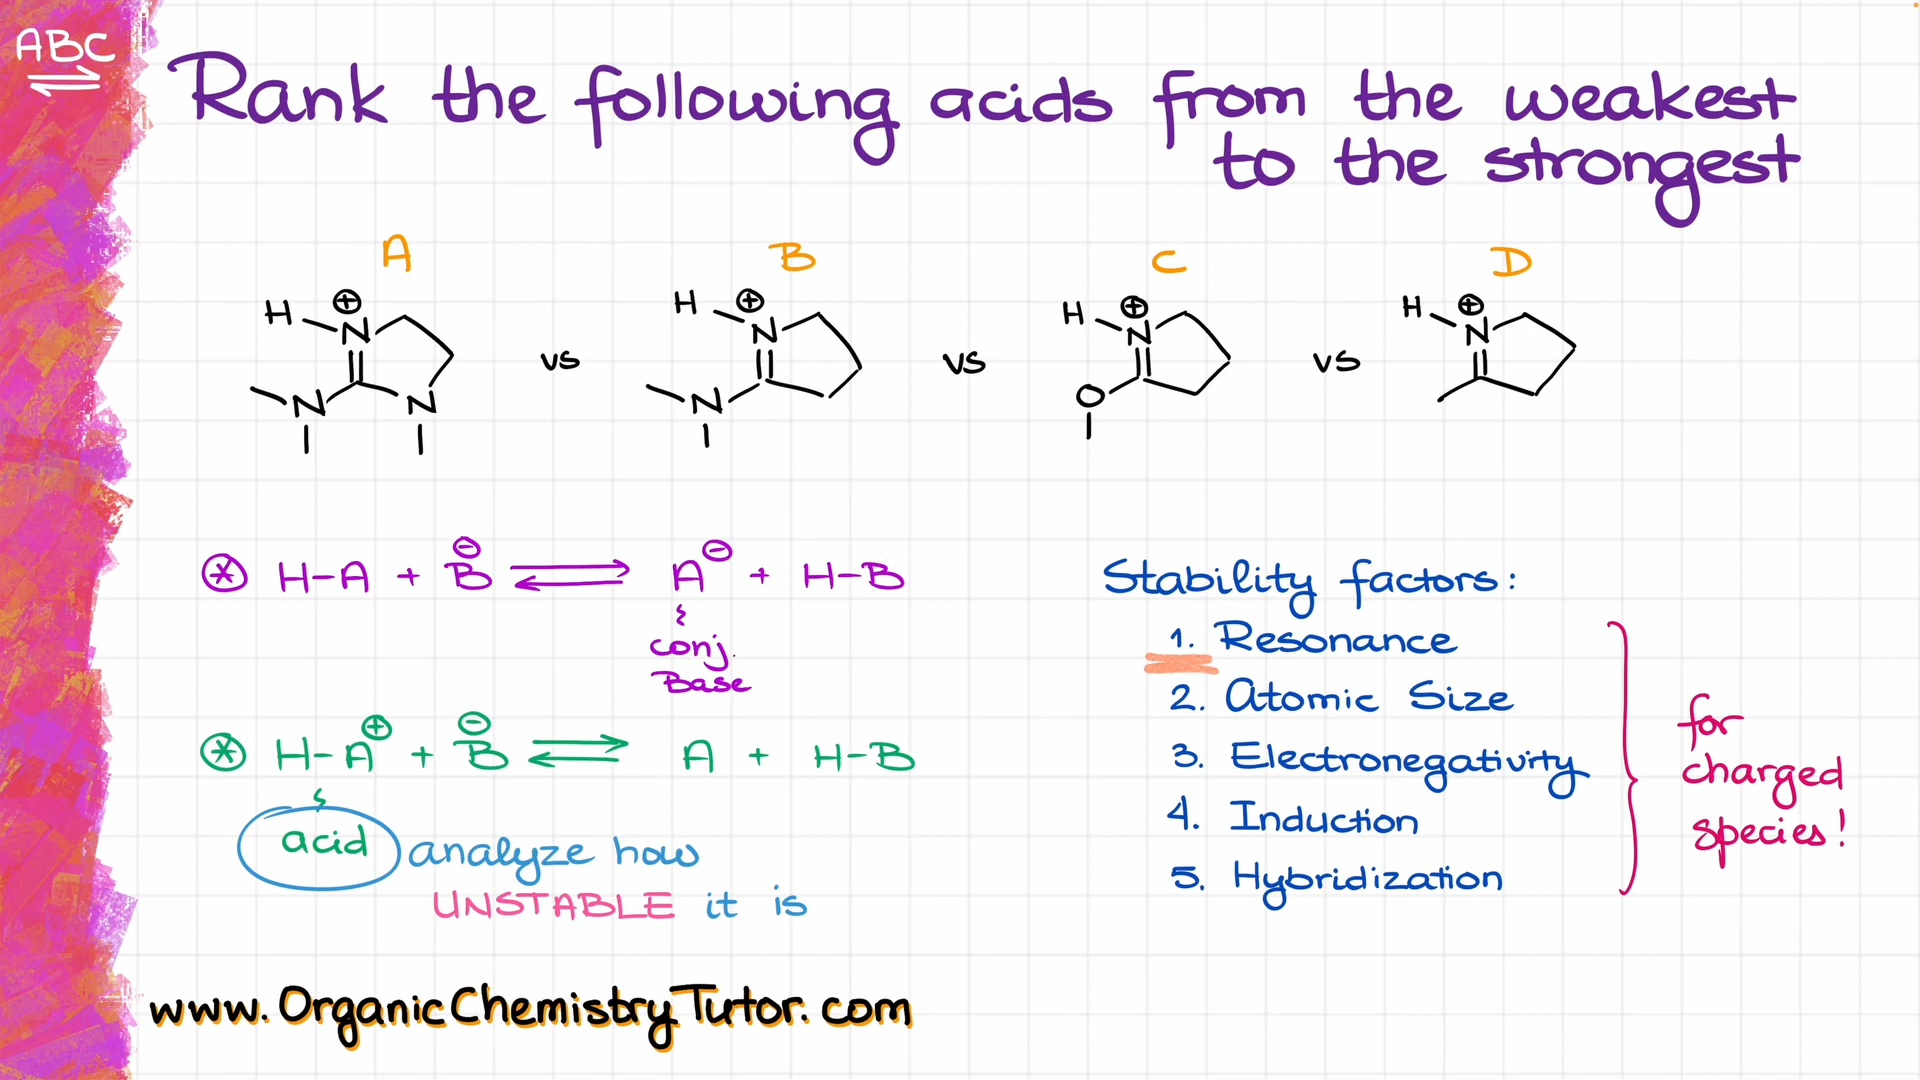 ABC
Rank the following acids from the weakest
to the strongest
A B C D
H ⊕ N N N vs H ⊕ N N vs H ⊕ N O vs H ⊕ N
⊛ H-A + B⊖ ⇌ A⊖ + H-B
conj.
Base
⊛ H-A⊕ + B⊖ ⇌ A + H-B
acid analyze how
UNSTABLE it is
Stability factors:
1. Resonance
2. Atomic Size
3. Electronegativity
4. Induction
5. Hybridization
for
charged
species!
www.OrganicChemistryTutor.com